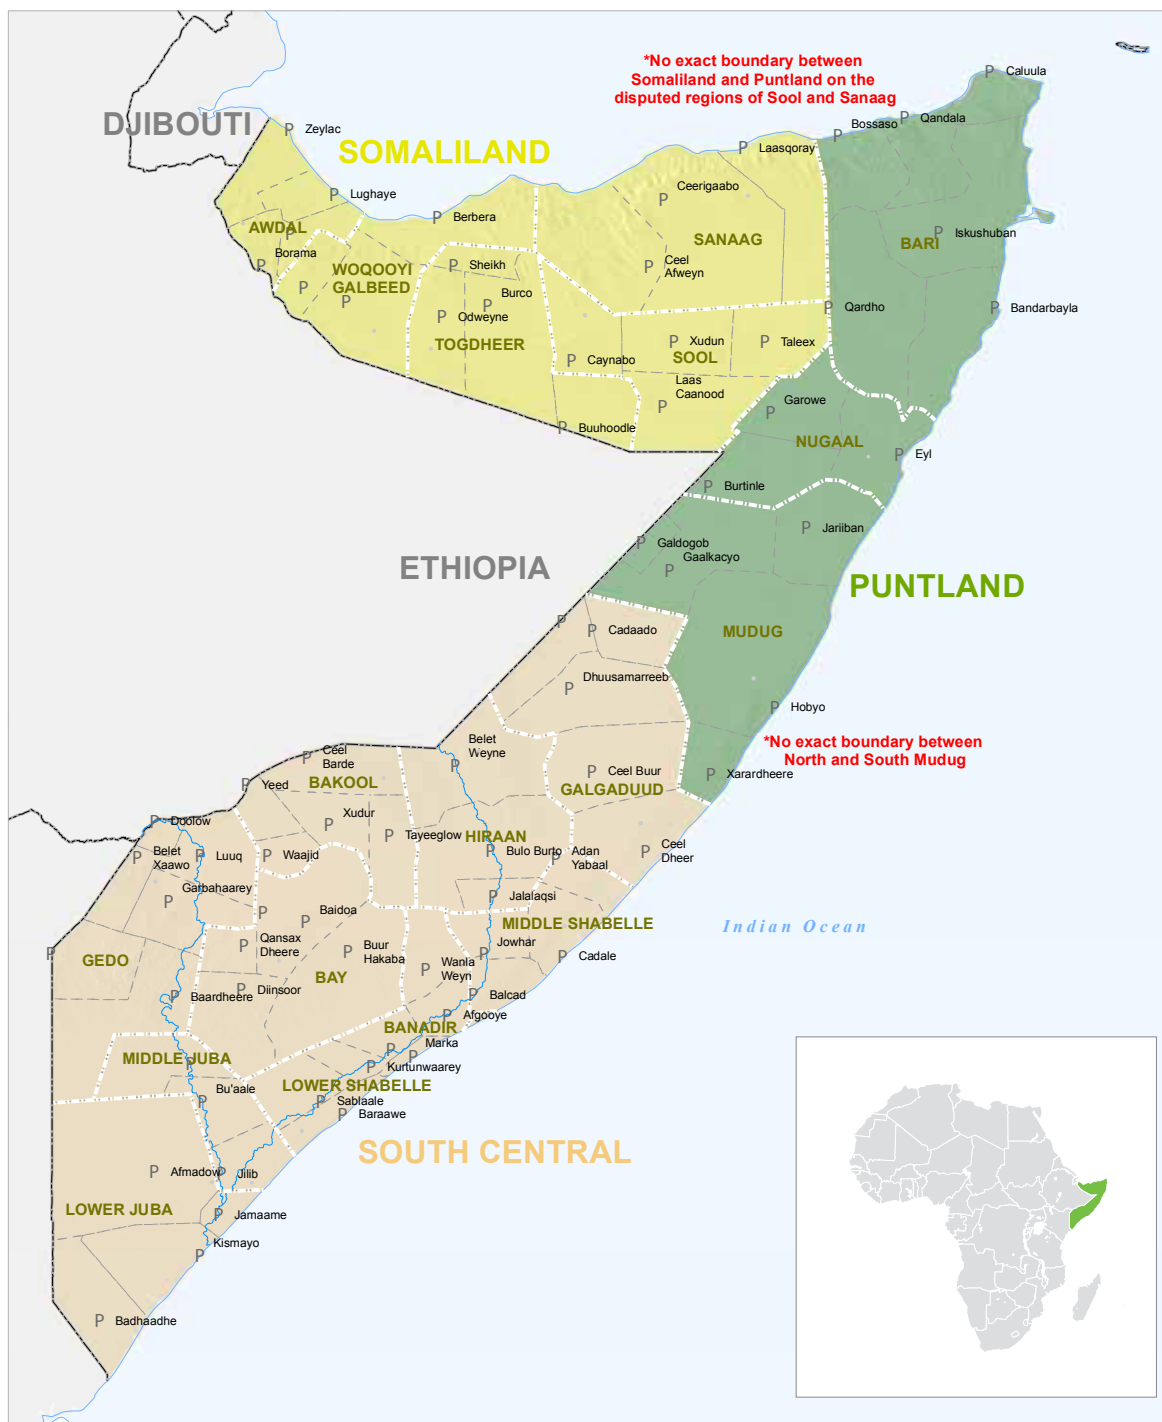 *No exact boundary between
Somaliland and Puntland on the
disputed regions of Sool and Sanaag
Caluula
DJIBOUTI
Zeylac
Bossaso
Qandala
SOMALILAND
Laasqoray
Lughaye
Ceerigaabo
Berbera
AWDAL
Iskushuban
SANAAG
BARI
Borama
Sheikh
Ceel
Afweyn
WOQOOYI
GALBEED
Burco
Qardho
Bandarbayla
Odweyne
TOGDHEER
Xudun
Taleex
Caynabo
SOOL
Laas
Caanood
Garowe
Buuhoodle
NUGAAL
Eyl
Burtinle
Jariiban
Galdogob
Gaalkacyo
ETHIOPIA
PUNTLAND
Cadaado
MUDUG
Dhuusamarreeb
Hobyo
Belet
Weyne
*No exact boundary between
North and South Mudug
Ceel
Barde
Ceel Buur
Xarardheere
BAKOOL
GALGADUUD
Yeed
Xudur
Doolow
Tayeeglow
HIRAAN
Belet
Xaawo
Luuq
Waajid
Bulo Burto
Adan
Yabaal
Ceel
Dheer
Garbahaarey
Jalalaqsi
Baidoa
MIDDLE SHABELLE
Indian Ocean
Qansax
Dheere
Buur
Hakaba
Jowhar
GEDO
Wanla
Weyn
Cadale
BAY
Baardheere
Diinsoor
Balcad
Afgooye
BANADIR
Marka
MIDDLE JUBA
Kurtunwaarey
Bu'aale
LOWER SHABELLE
Sablaale
Baraawe
SOUTH CENTRAL
Afmadow
Jilib
LOWER JUBA
Jamaame
Kismayo
Badhaadhe